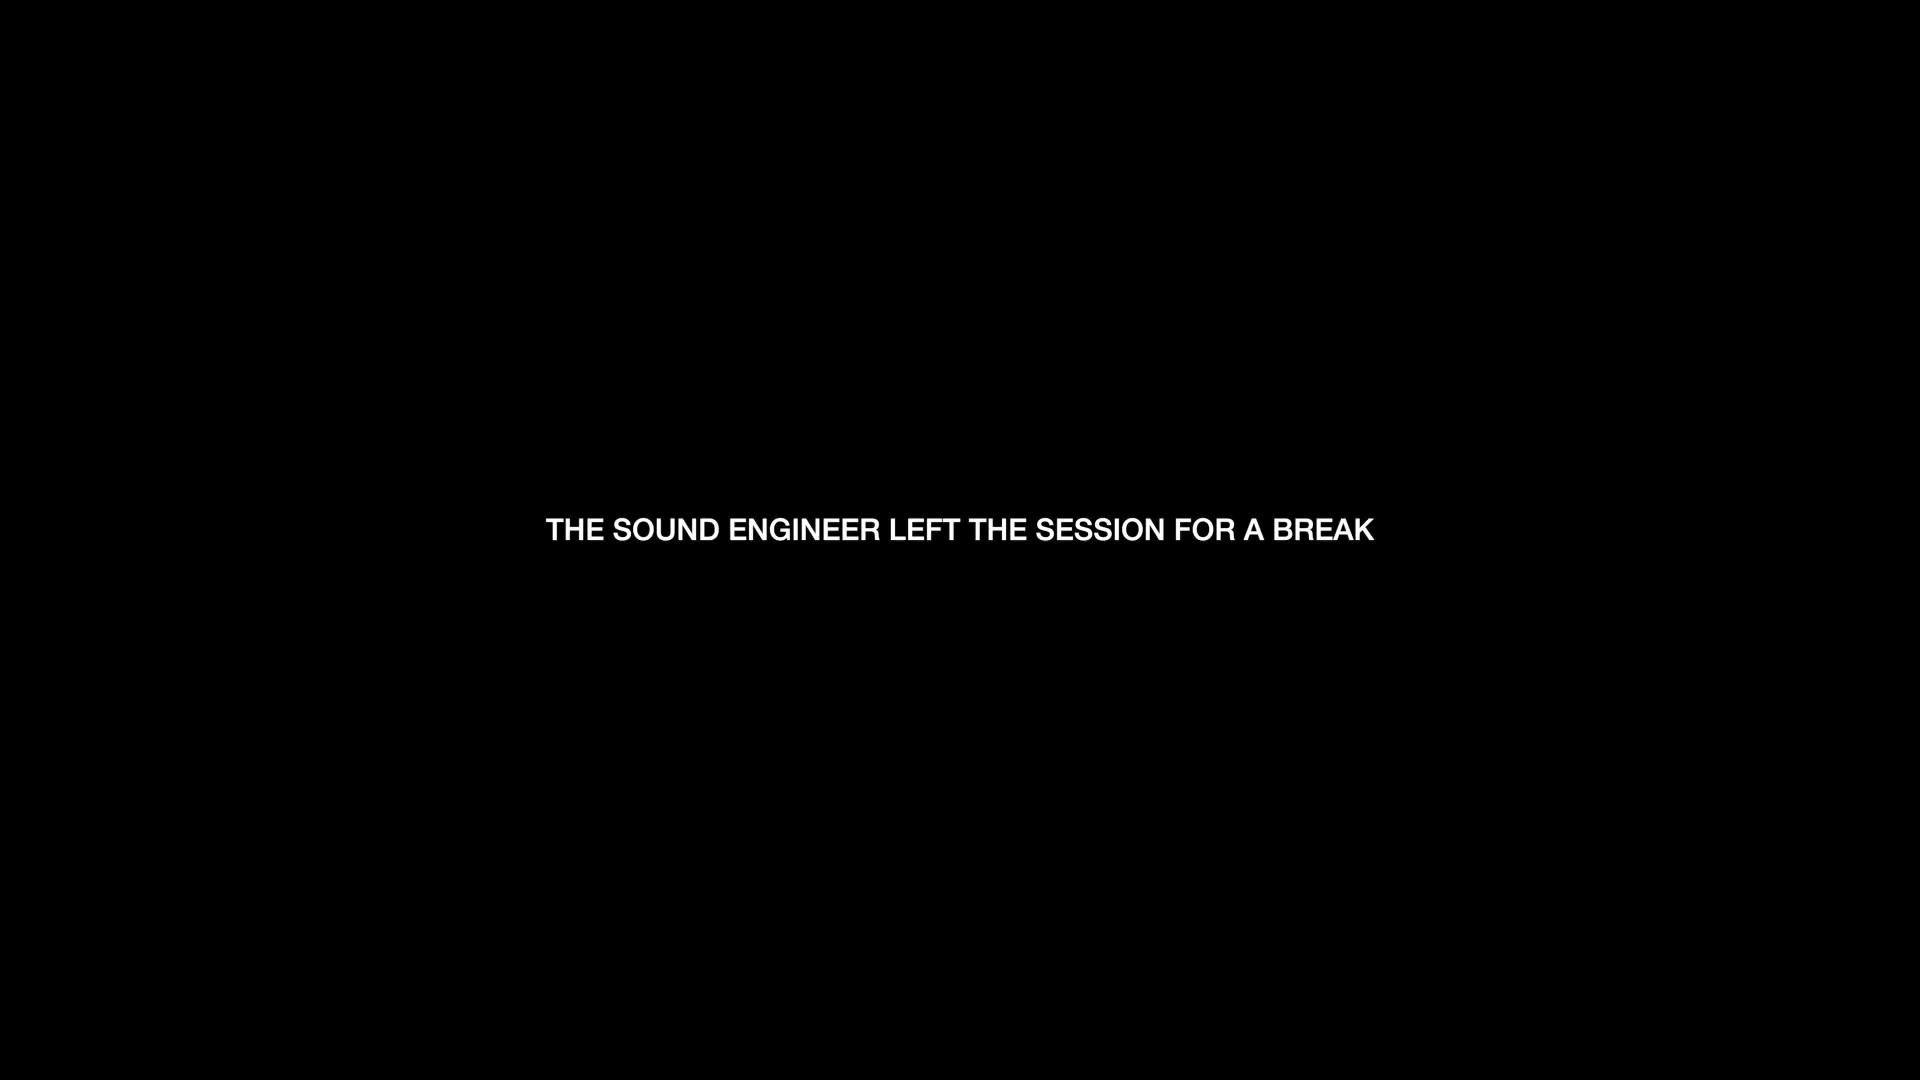 THE SOUND ENGINEER LEFT THE SESSION FOR A BREAK